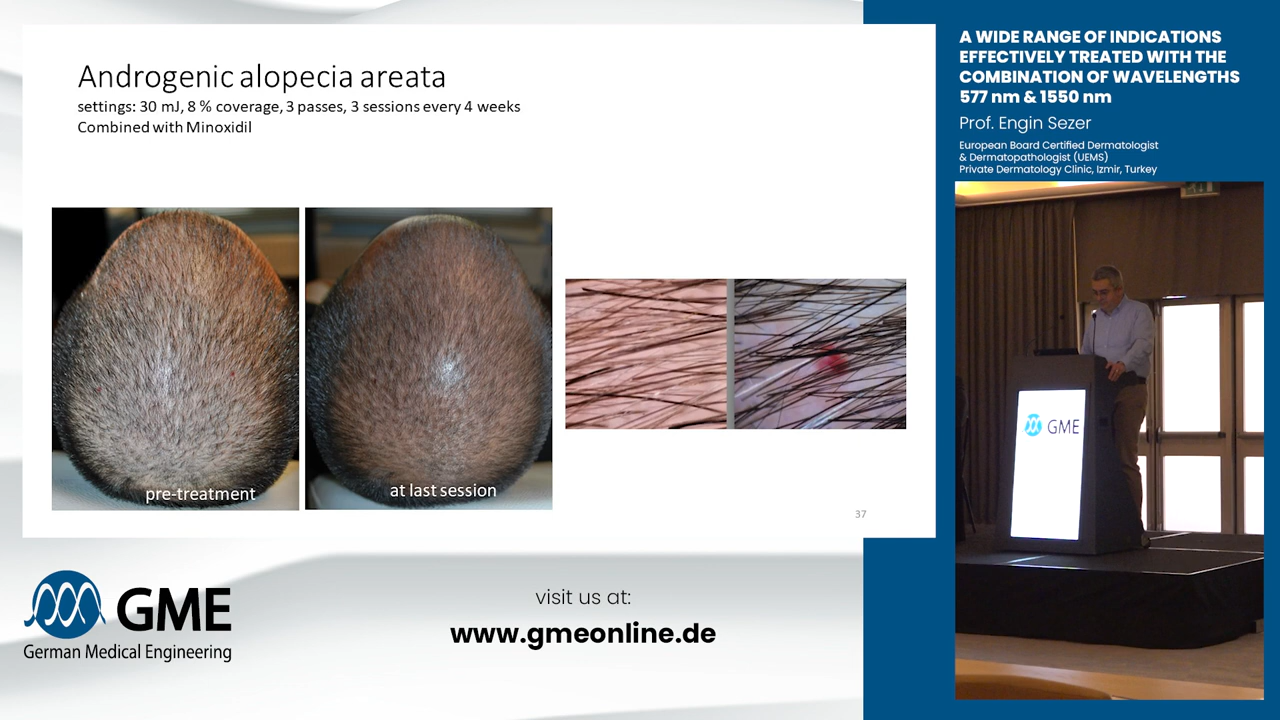 Androgenic alopecia areata
settings: 30 mJ, 8 % coverage, 3 passes, 3 sessions every 4 weeks
Combined with Minoxidil
pre-treatment
at last session
37
A WIDE RANGE OF INDICATIONS
EFFECTIVELY TREATED WITH THE
COMBINATION OF WAVELENGTHS
577 nm & 1550 nm
Prof. Engin Sezer
European Board Certified Dermatologist
& Dermatopathologist (UEMS)
Private Dermatology Clinic, Izmir, Turkey
GME
GME
German Medical Engineering
visit us at:
www.gmeonline.de